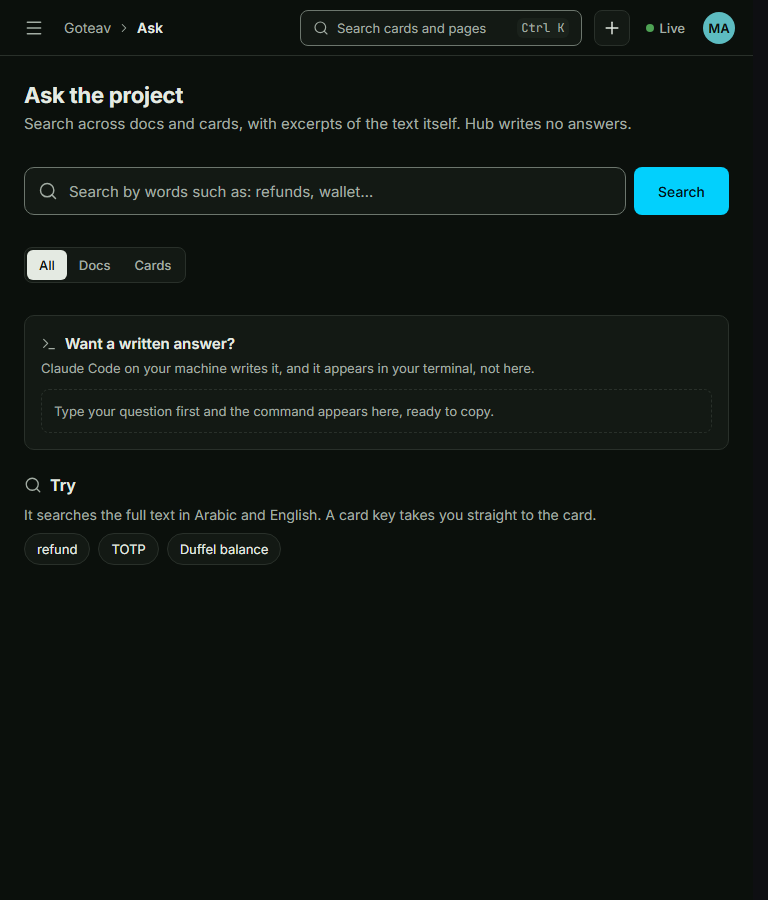 Goteav > Ask
Search cards and pages Ctrl K
+ Live MA
Ask the project
Search across docs and cards, with excerpts of the text itself. Hub writes no answers.
Search by words such as: refunds, wallet...
Search
All Docs Cards
Want a written answer?
Claude Code on your machine writes it, and it appears in your terminal, not here.
Type your question first and the command appears here, ready to copy.
Try
It searches the full text in Arabic and English. A card key takes you straight to the card.
refund TOTP Duffel balance